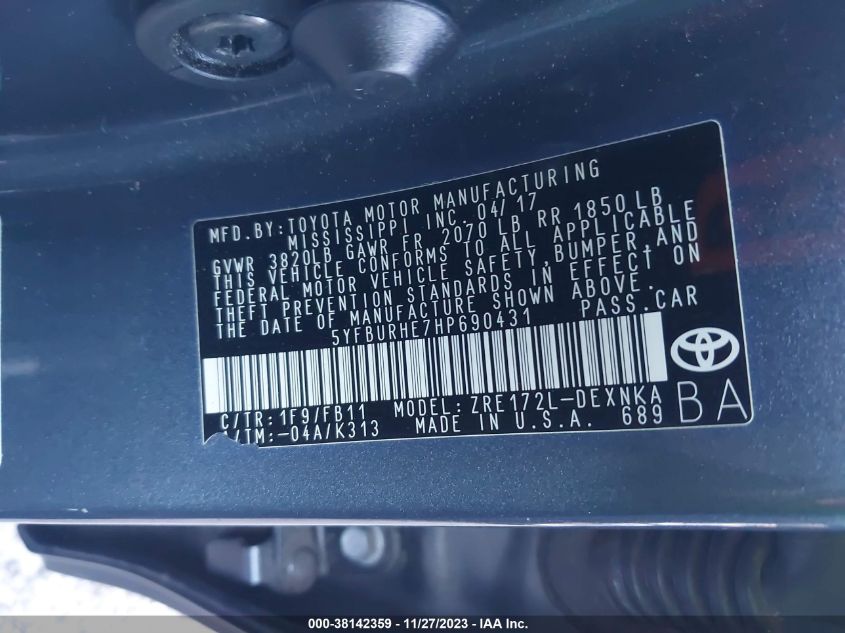 MFD.BY:TOYOTA MOTOR MANUFACTURING
MISSISSIPPI INC.04/17
GVWR 3820LB GAWR FR 2070 LB RR 1850 LB
THIS VEHICLE CONFORMS TO ALL APPLICABLE
FEDERAL MOTOR VEHICLE SAFETY,BUMPER,AND
THEFT PREVENTION STANDARDS IN EFFECT ON
THE DATE OF MANUFACTURE SHOWN ABOVE.
5YFBURHE7HP690431 PASS.CAR
C/TR:1F9/FB11 MODEL:ZRE172L-DEXNKA
/TM:-04A/K313 MADE IN U.S.A. 689
BA
000-38142359 | 11/27/2023 - IAA Inc.